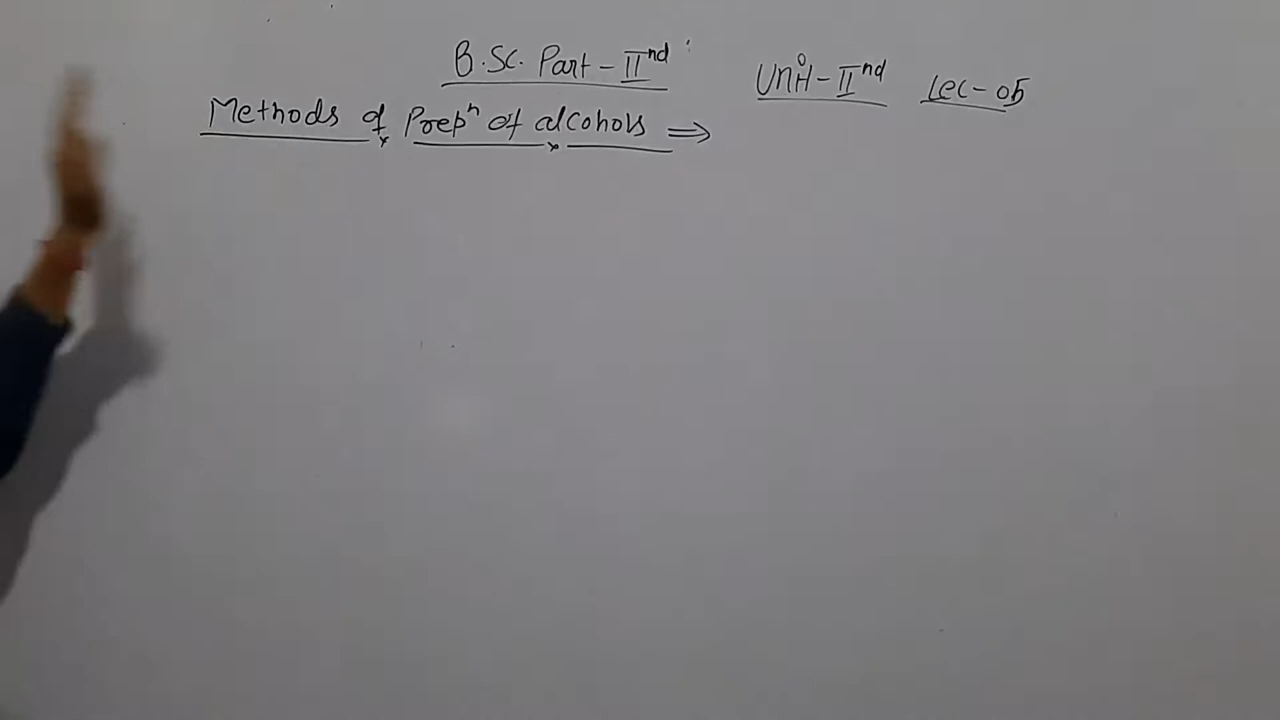 B.Sc. Part - IInd
Unit - IInd Lec - 05
Methods of Prepn of alcohols ⇒